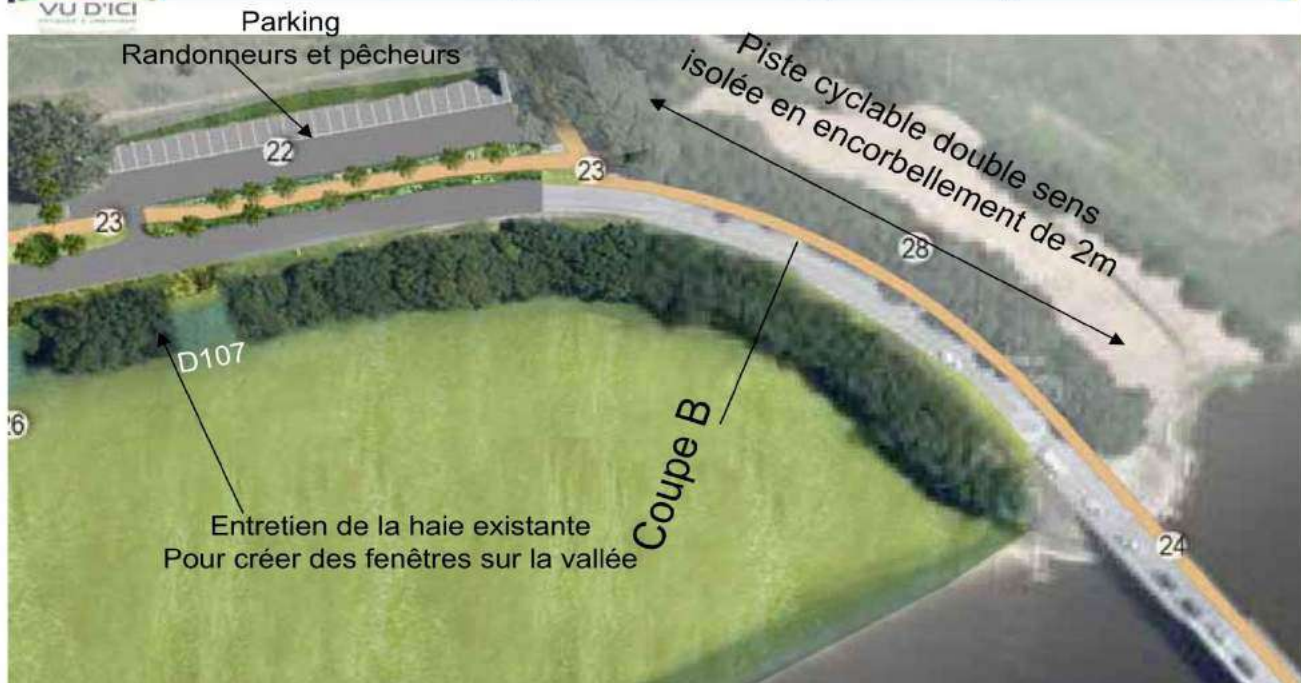 VU D'ICI
Parking
Randonneurs et pêcheurs
Piste cyclable double sens
isolée en encorbellement de 2m
22
23
23
28
D107
26
Coupe B
Entretien de la haie existante
Pour créer des fenêtres sur la vallée
24